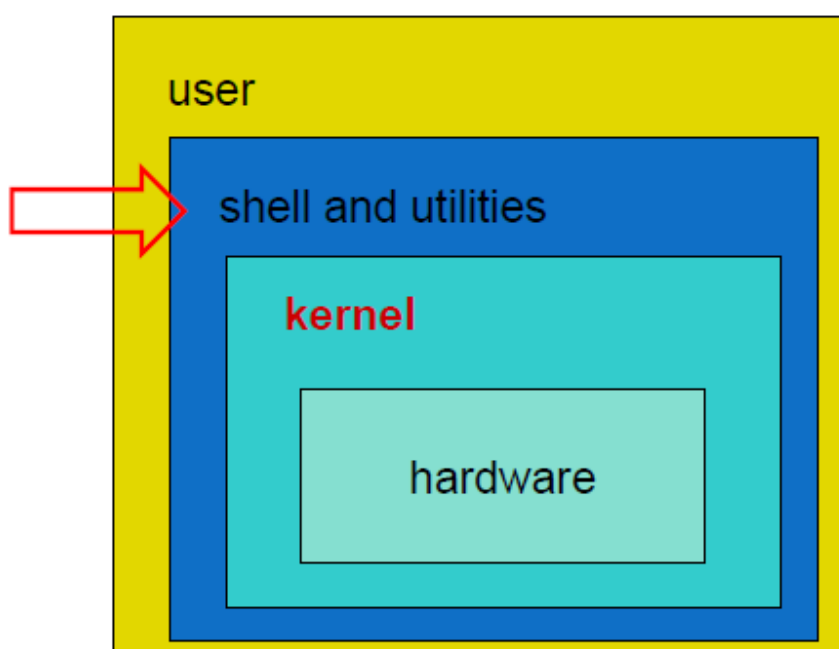 user
shell and utilities
kernel
hardware